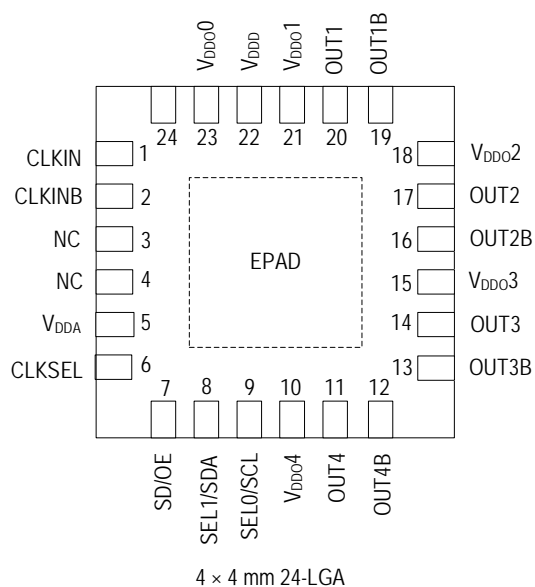 VDDO0
VDDD
VDDO1
OUT1
OUT1B
24
23
22
21
20
19
CLKIN 1
CLKINB 2
NC 3
NC 4
VDDA 5
CLKSEL 6
EPAD
18 VDDO2
17 OUT2
16 OUT2B
15 VDDO3
14 OUT3
13 OUT3B
7
8
9
10
11
12
SD/OE
SEL1/SDA
SEL0/SCL
VDDO4
OUT4
OUT4B
4 × 4 mm 24-LGA